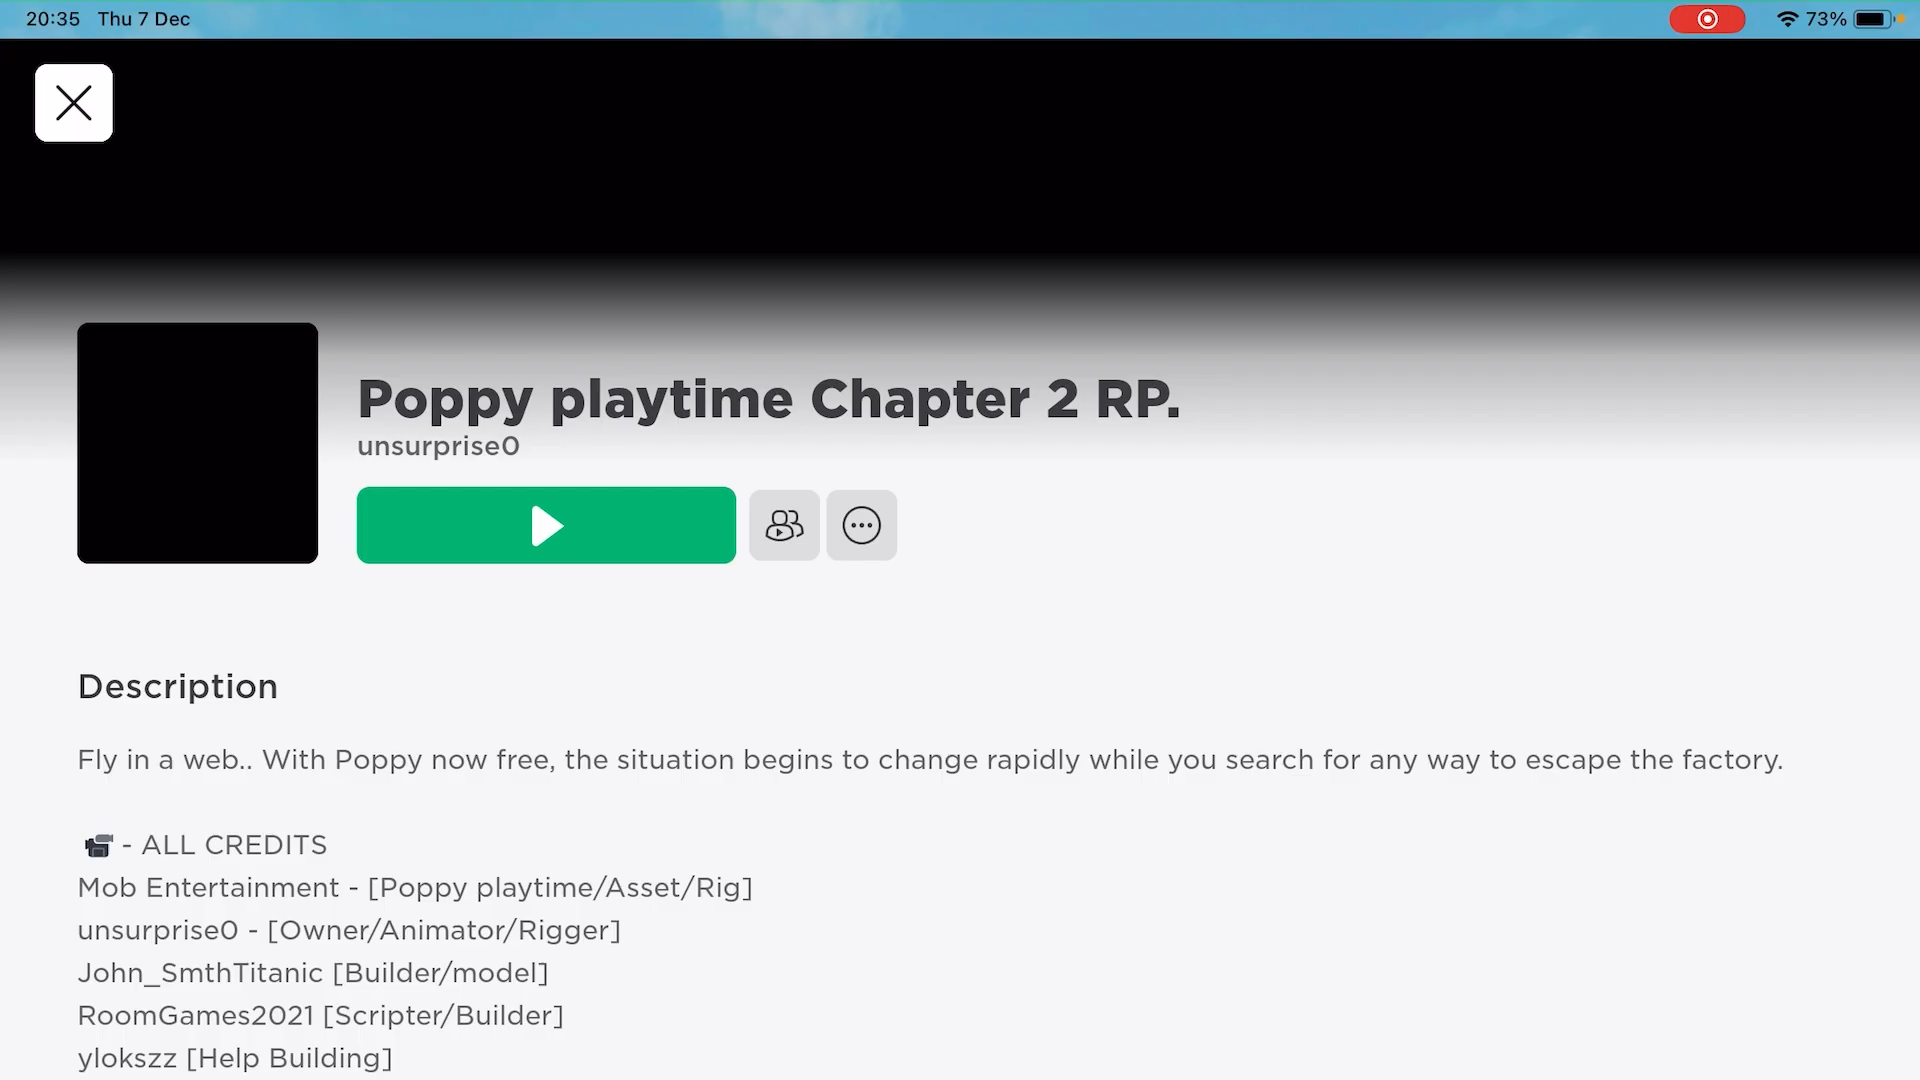 20:35 Thu 7 Dec 73%
Poppy playtime Chapter 2 RP.
unsurprise0
Description
Fly in a web.. With Poppy now free, the situation begins to change rapidly while you search for any way to escape the factory.
- ALL CREDITS
Mob Entertainment - [Poppy playtime/Asset/Rig]
unsurprise0 - [Owner/Animator/Rigger]
John_SmthTitanic [Builder/model]
RoomGames2021 [Scripter/Builder]
ylokszz [Help Building]